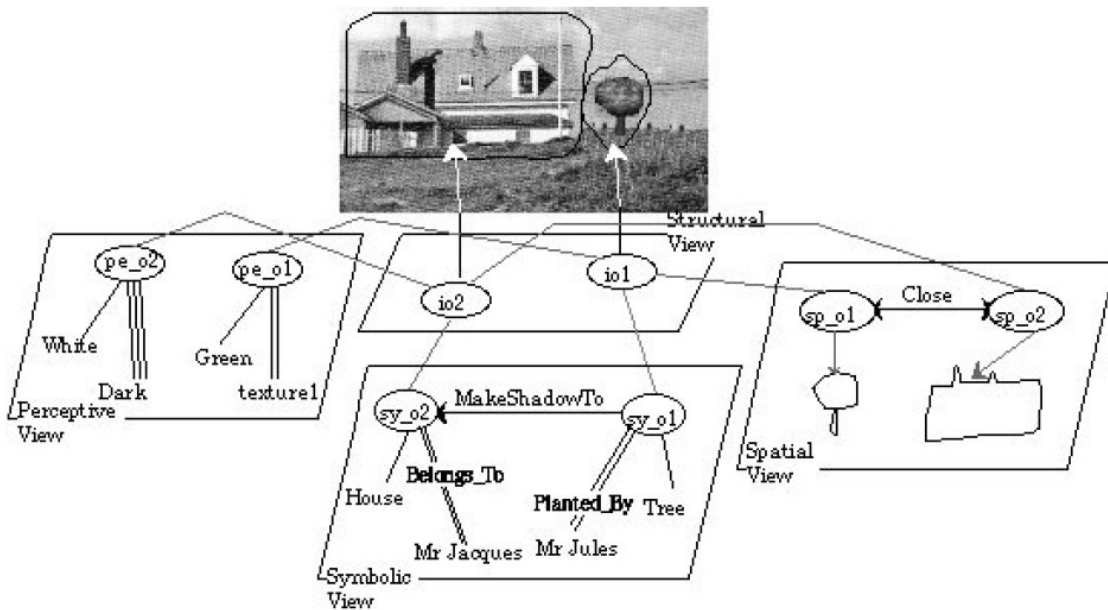 Structural
View
pe_o2
pe_o1
io1
io2
Close
sp_o1
sp_o2
White
Green
Dark
texture1
Perceptive
View
MakeShadowTo
sy_o2
sy_o1
Belongs_To
House
Planted_By
Tree
Mr Jacques
Mr Jules
Spatial
View
Symbolic
View